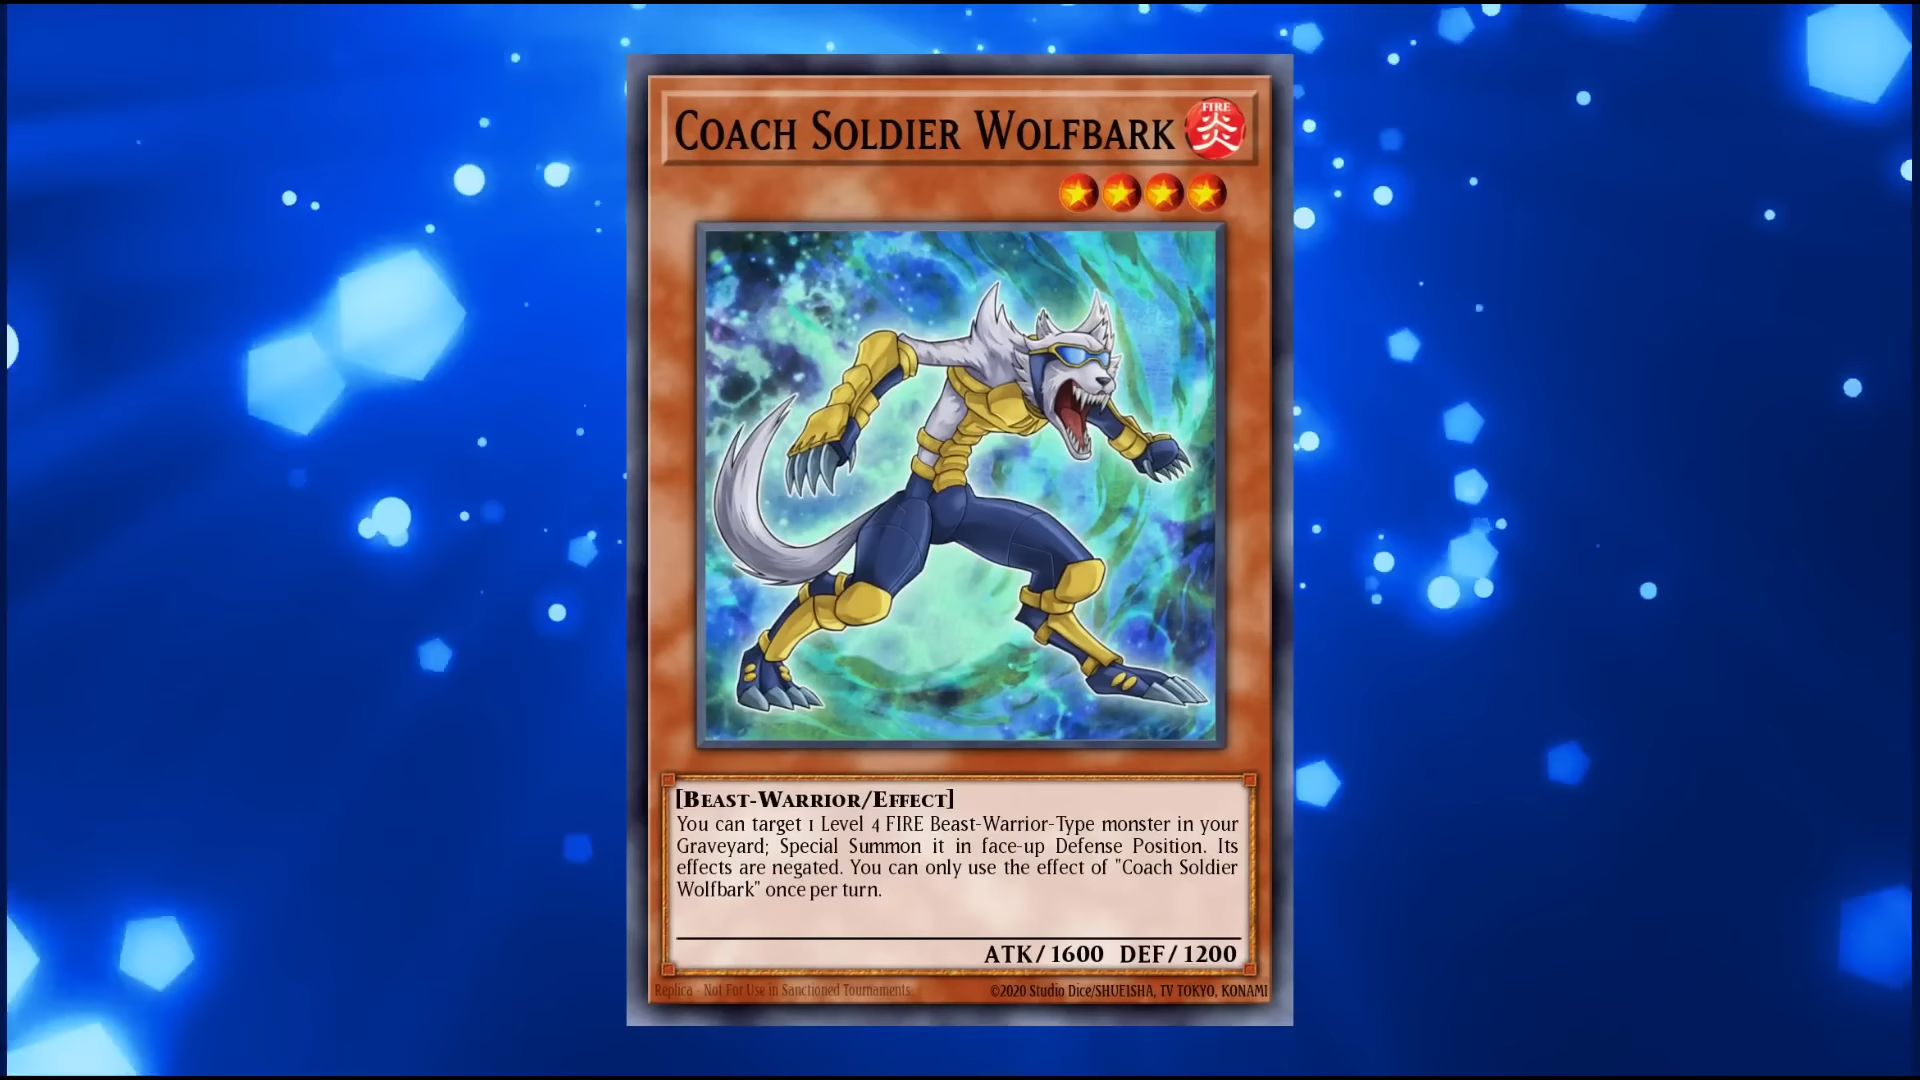 COACH SOLDIER WOLFBARK
FIRE
炎
[BEAST-WARRIOR/EFFECT]
You can target 1 Level 4 FIRE Beast-Warrior-Type monster in your
Graveyard; Special Summon it in face-up Defense Position. Its
effects are negated. You can only use the effect of "Coach Soldier
Wolfbark" once per turn.
ATK/1600 DEF/1200
Replica - Not For Use in Sanctioned Tournaments
©2020 Studio Dice/SHUEISHA, TV TOKYO, KONAMI